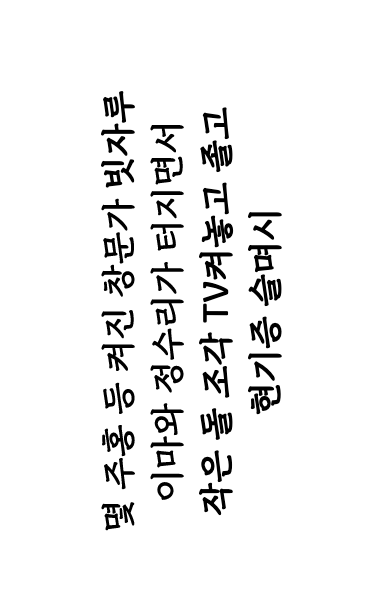 몇 주홍 등 켜진 창문가 빗자루
이마와 정수리가 터지면서
작은 돌 조각 TV켜놓고 졸고
현기증 슬며시